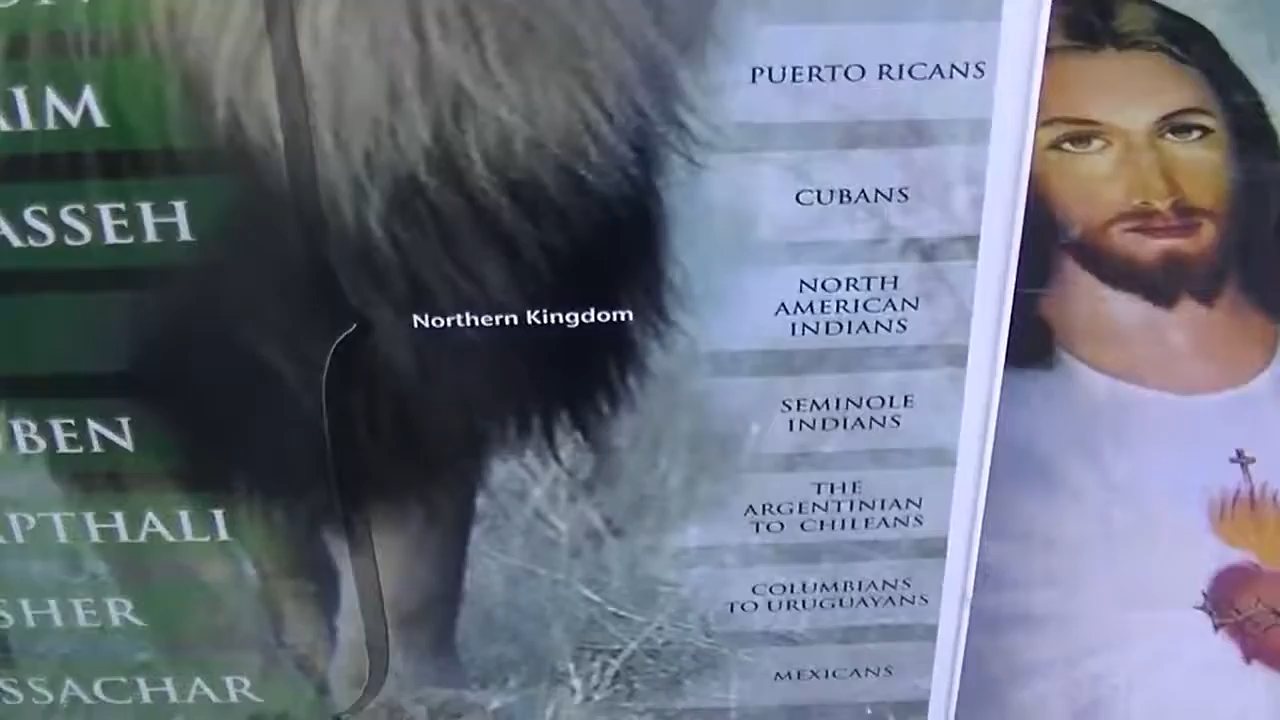 AIM
ASSEH
UBEN
APTHALI
SHER
SSACHAR
Northern Kingdom
PUERTO RICANS
CUBANS
NORTH
AMERICAN
INDIANS
SEMINOLE
INDIANS
THE
ARGENTINIAN
TO CHILEANS
COLUMBIANS
TO URUGUAYANS
MEXICANS